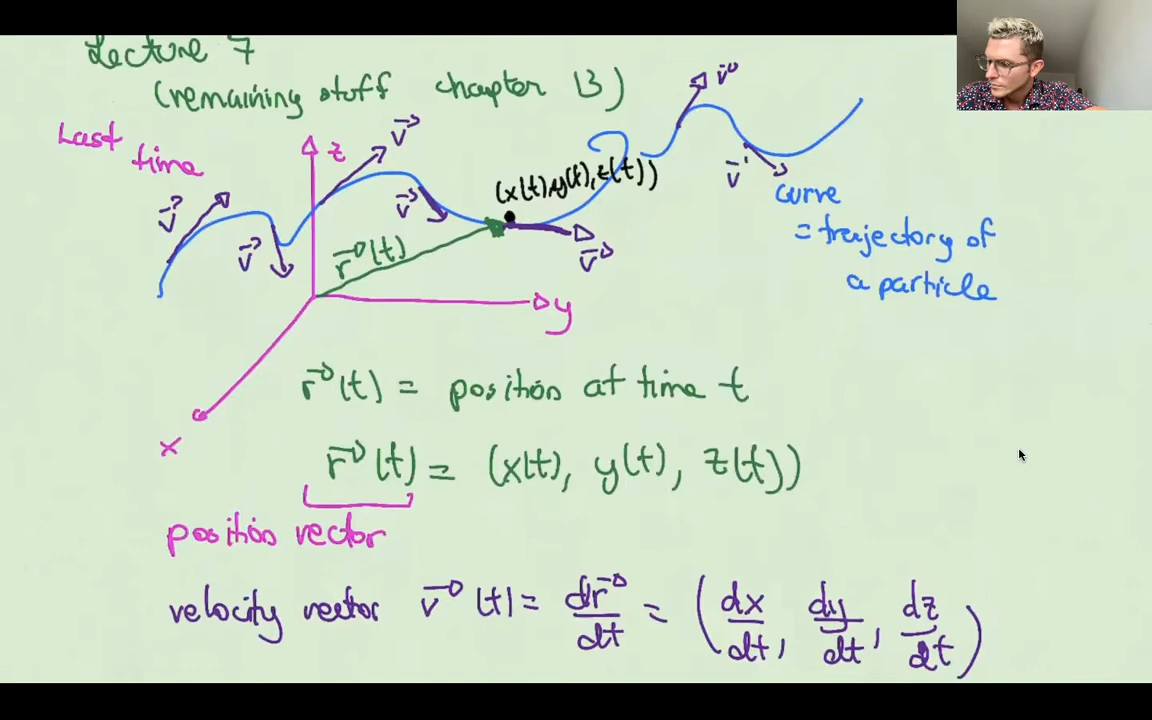 Lecture 7
(remaining stuff chapter 13)
Last
time
z
v⃗
v⃗
v⃗
v⃗
v⃗
v⃗
v⃗
(x(t),y(t),z(t))
r⃗(t)
y
x
curve
= trajectory of
a particle
r⃗(t) = position at time t
r⃗(t) = (x(t), y(t), z(t))
position vector
velocity vector v⃗(t) = dr⃗/dt = (dx/dt, dy/dt, dz/dt)